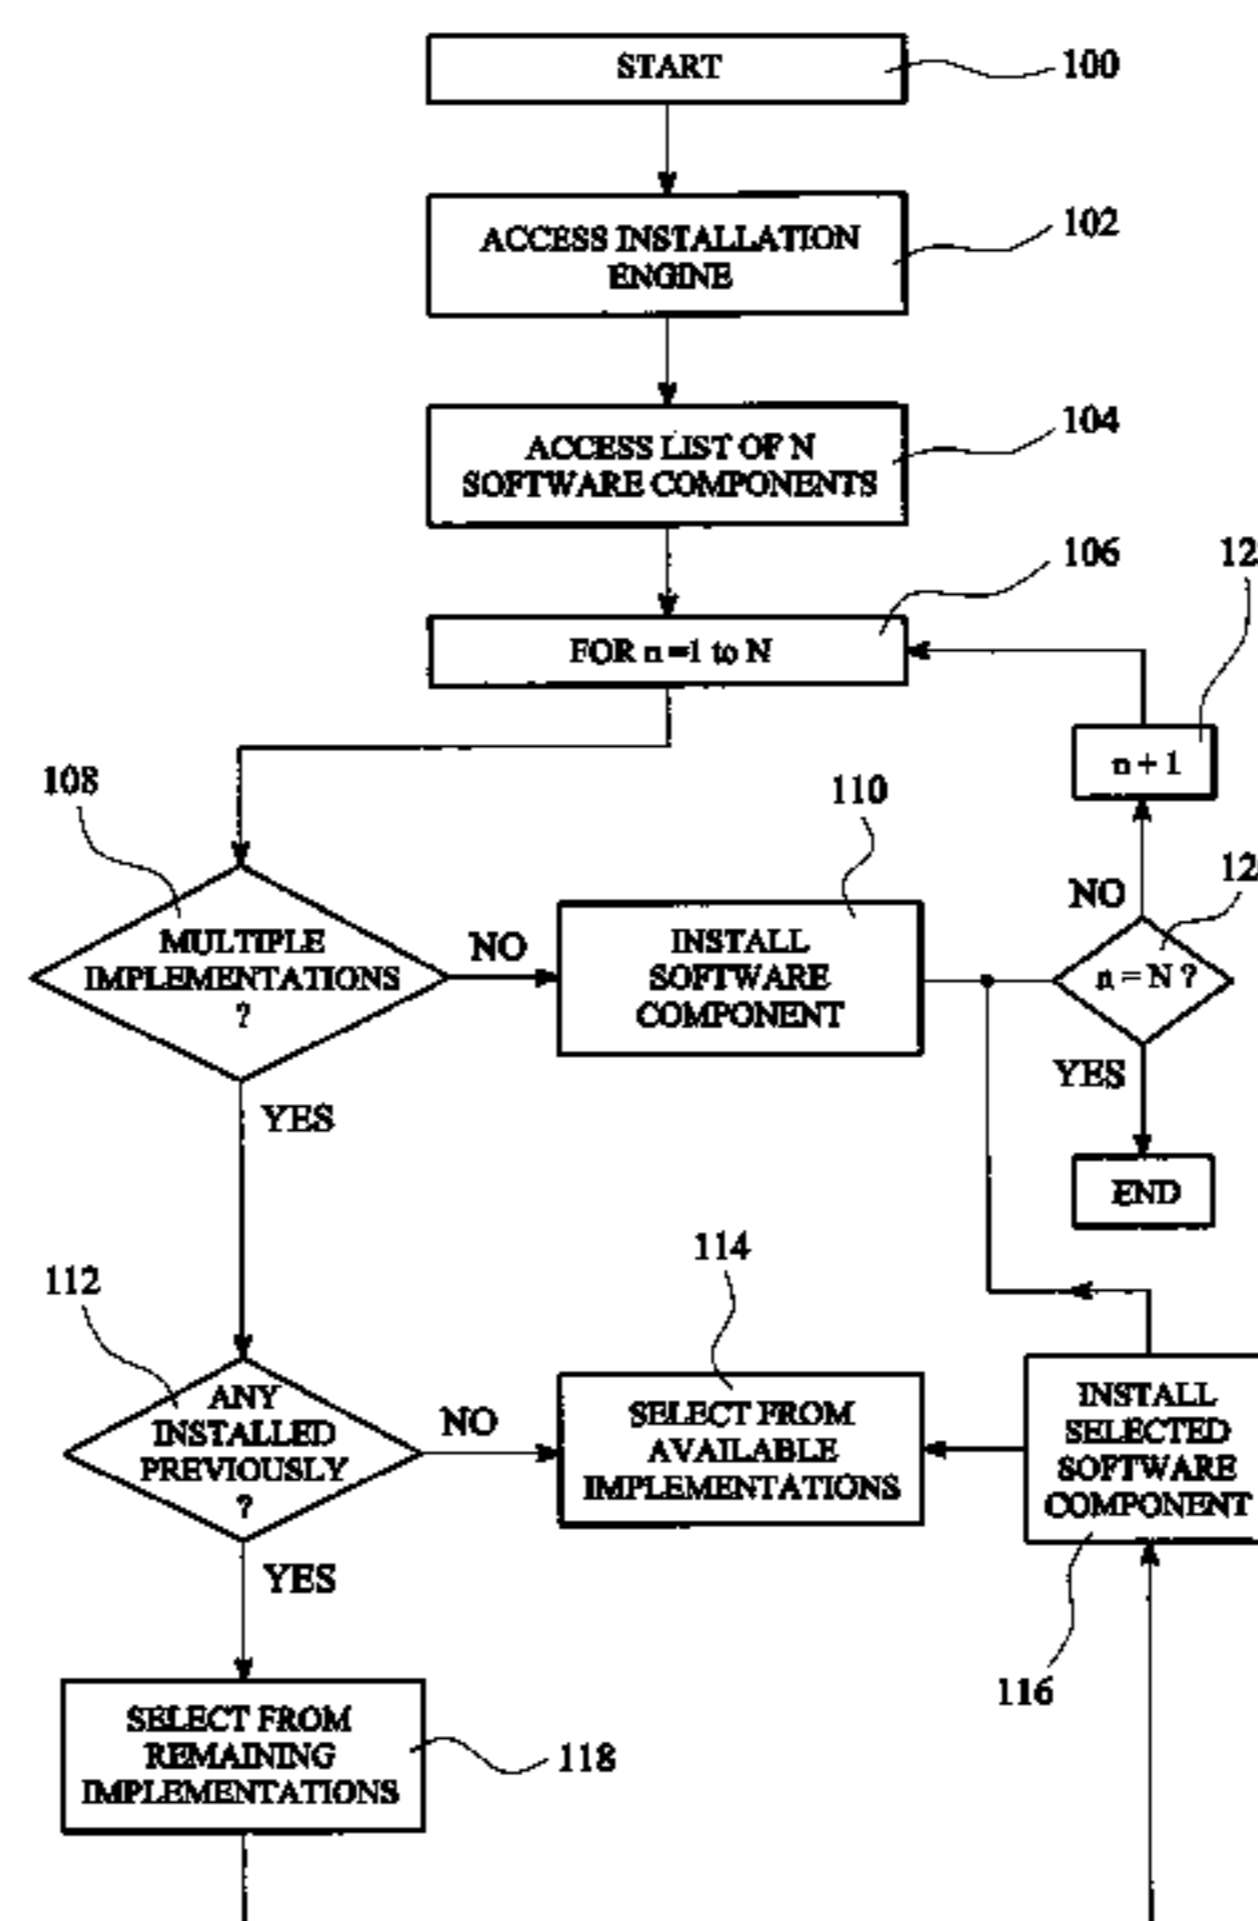 START
100
ACCESS INSTALLATION
ENGINE
102
ACCESS LIST OF N
SOFTWARE COMPONENTS
104
106
12
FOR n =1 to N
n + 1
108
110
12
MULTIPLE
IMPLEMENTATIONS
?
NO
INSTALL
SOFTWARE
COMPONENT
NO
n = N ?
YES
YES
END
112
114
ANY
INSTALLED
PREVIOUSLY
?
NO
SELECT FROM
AVAILABLE
IMPLEMENTATIONS
INSTALL
SELECTED
SOFTWARE
COMPONENT
YES
116
SELECT FROM
REMAINING
IMPLEMENTATIONS
118